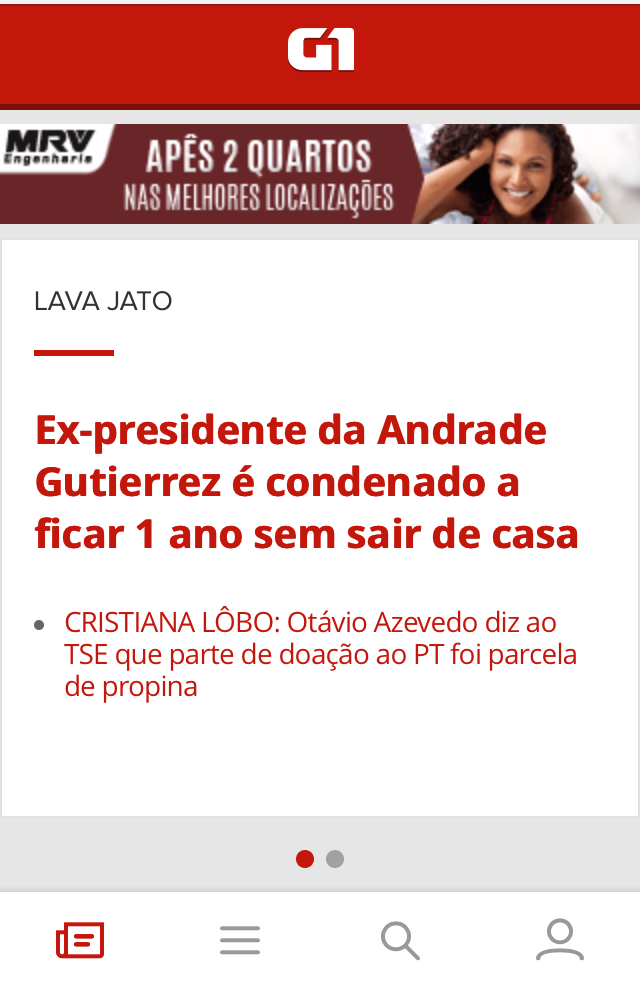 G1
MRV
Engenharia
APÊS 2 QUARTOS
NAS MELHORES LOCALIZAÇÕES
LAVA JATO
Ex-presidente da Andrade
Gutierrez é condenado a
ficar 1 ano sem sair de casa
CRISTIANA LÔBO: Otávio Azevedo diz ao
TSE que parte de doação ao PT foi parcela
de propina